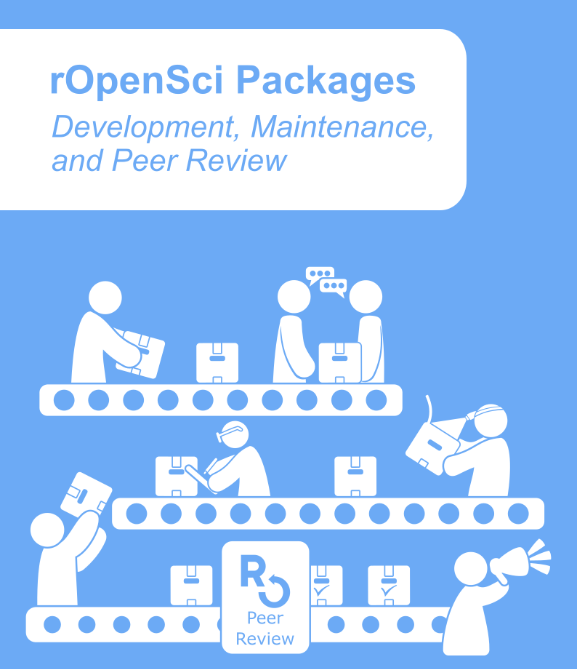 rOpenSci Packages
Development, Maintenance,
and Peer Review
R
Peer
Review